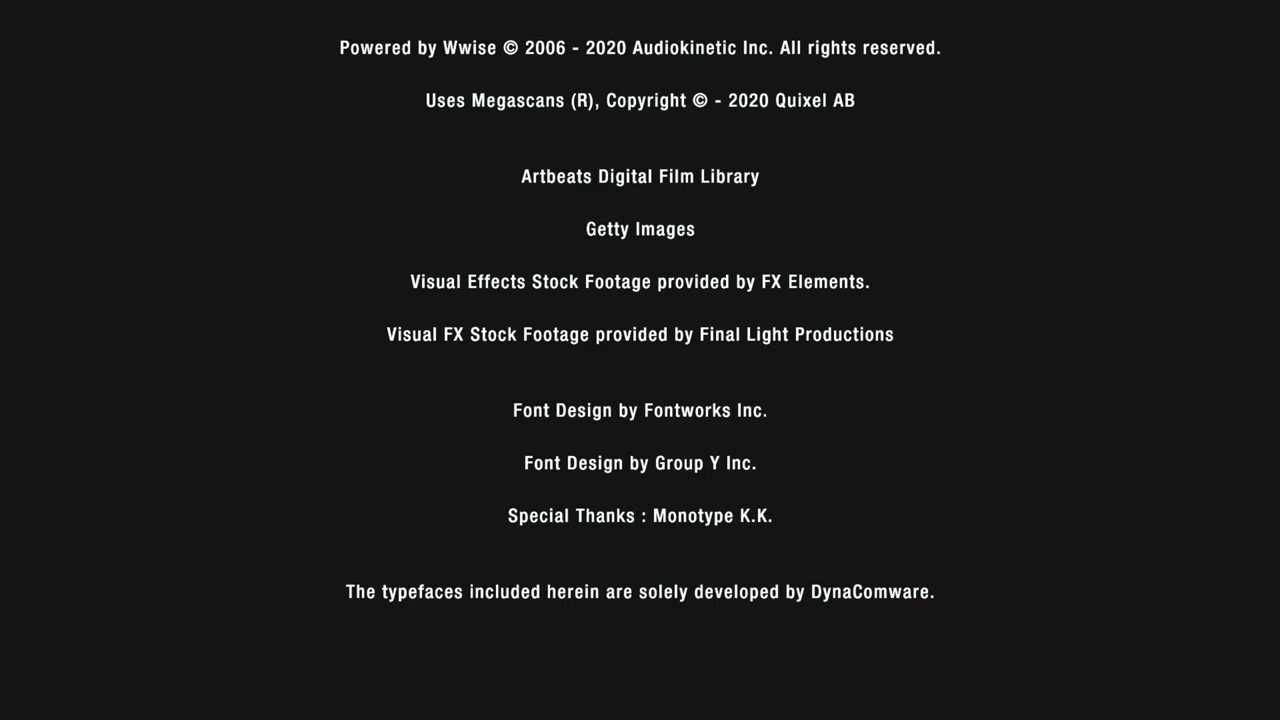 Powered by Wwise © 2006 - 2020 Audiokinetic Inc. All rights reserved.
Uses Megascans (R), Copyright © - 2020 Quixel AB
Artbeats Digital Film Library
Getty Images
Visual Effects Stock Footage provided by FX Elements.
Visual FX Stock Footage provided by Final Light Productions
Font Design by Fontworks Inc.
Font Design by Group Y Inc.
Special Thanks : Monotype K.K.
The typefaces included herein are solely developed by DynaComware.